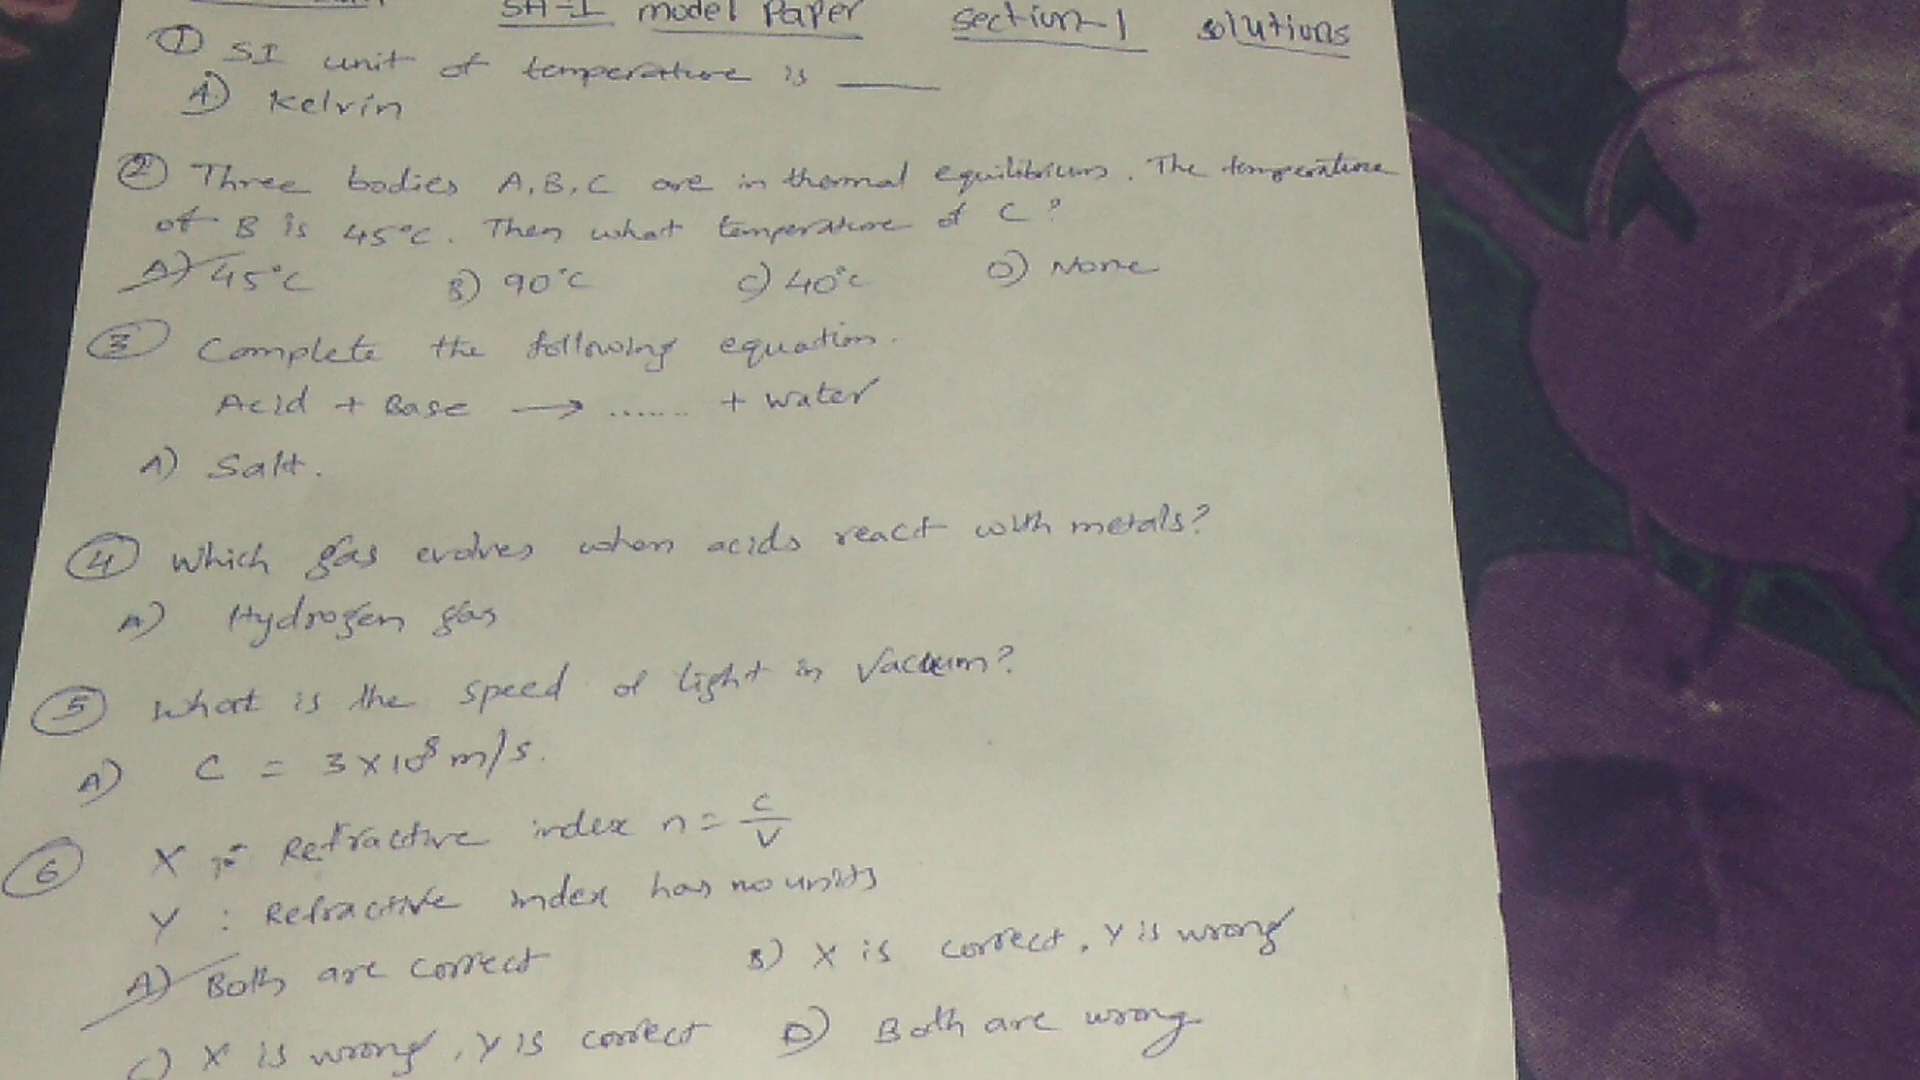 SA-1 model Paper section-1 solutions
① SI unit of temperature is ____
A) Kelvin
② Three bodies A, B, C are in thermal equilibrium. The temperature
of B is 45°C. Then what temperature of C?
A) 45°C B) 90°C C) 40°C D) None
③ Complete the following equation.
Acid + Base → ....... + water
A) Salt.
④ Which gas evolves when acids react with metals?
A) Hydrogen gas
⑤ What is the speed of light in Vacuum?
A) C = 3×10⁸ m/s.
⑥ X : Refractive index n = c/v
Y : Refractive index has no units
A) Both are correct B) X is correct, Y is wrong
C) X is wrong, Y is correct D) Both are wrong